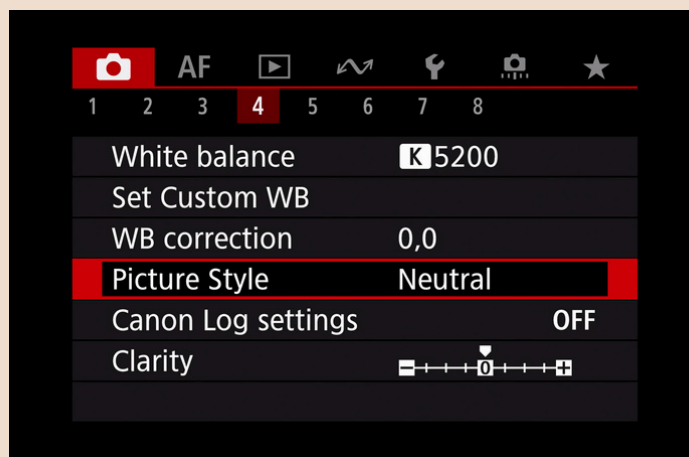 AF
1 2 3 4 5 6 7 8
White balance K 5200
Set Custom WB
WB correction 0,0
Picture Style Neutral
Canon Log settings OFF
Clarity 0